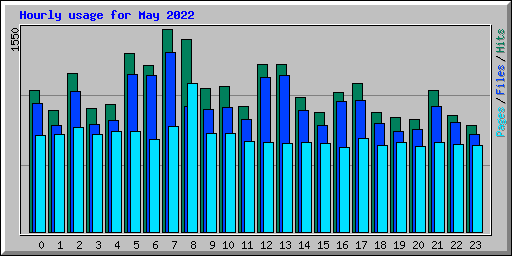 Hourly usage for May 2022
1550
Pages/Files/Hits
0 1 2 3 4 5 6 7 8 9 10 11 12 13 14 15 16 17 18 19 20 21 22 23